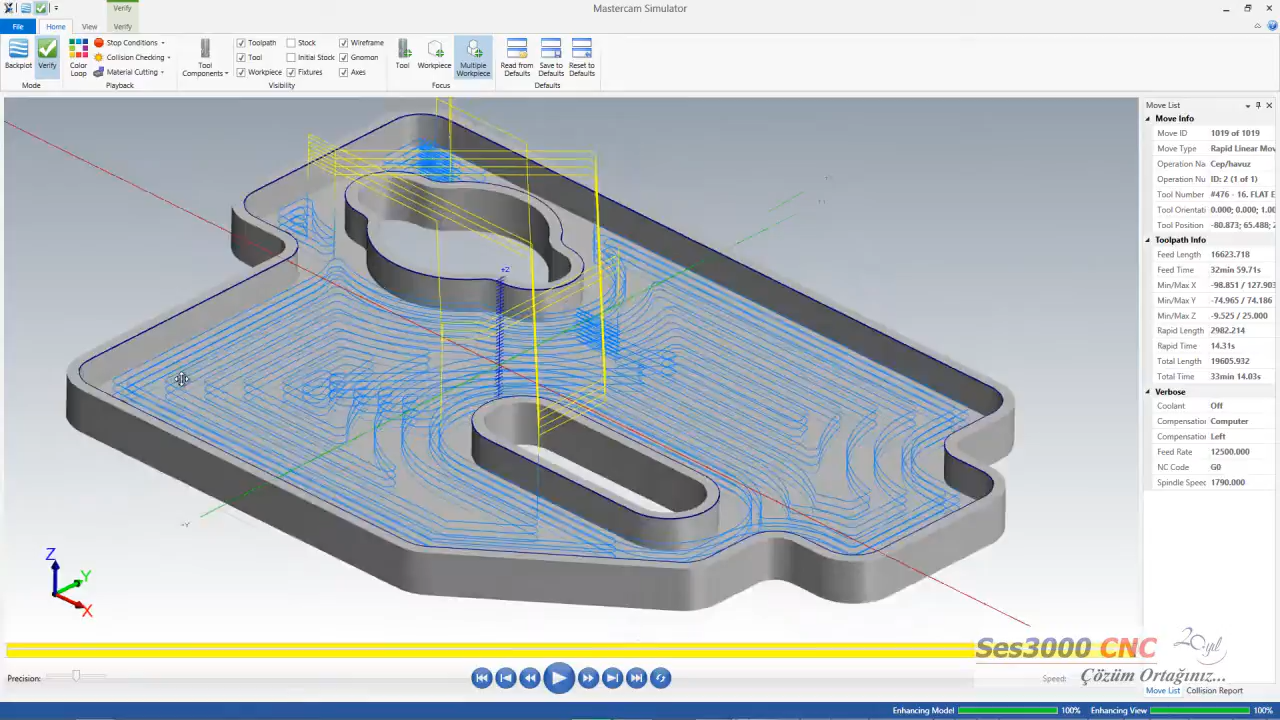 Mastercam Simulator
Verify
File Home View Verify
Backplot
Verify
Mode
Color Loop
Stop Conditions
Collision Checking
Material Cutting
Playback
Tool Components
Toolpath Stock Wireframe
Tool Initial Stock Gnomon
Workpiece Fixtures Axes
Visibility
Tool
Workpiece
Multiple Workpiece
Focus
Read from Defaults
Save to Defaults
Reset to Defaults
Defaults
Move List
Move Info
Move ID 1019 of 1019
Move Type Rapid Linear Mov
Operation Na Cep/havuz
Operation Nu ID: 2 (1 of 1)
Tool Number #476 - 16. FLAT E
Tool Orientati 0.000; 0.000; 1.00
Tool Position -80.873; 65.488; 2
Toolpath Info
Feed Length 16623.718
Feed Time 32min 59.71s
Min/Max X -98.851 / 127.903
Min/Max Y -74.965 / 74.186
Min/Max Z -9.525 / 25.000
Rapid Length 2982.214
Rapid Time 14.31s
Total Length 19605.932
Total Time 33min 14.03s
Verbose
Coolant Off
Compensatior Computer
Compensatior Left
Feed Rate 12500.000
NC Code G0
Spindle Speec 1790.000
+Z
-Y
Z
Y
X
Ses3000 CNC 20.yıl
Çözüm Ortağınız...
Precision:
Speed:
Move List Collision Report
Enhancing Model 100% Enhancing View 100%